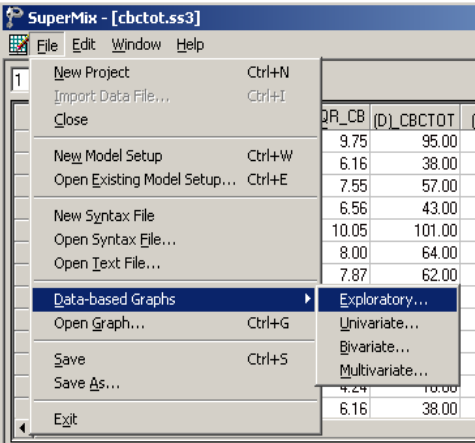 SuperMix - [cbctot.ss3]
File Edit Window Help
1
New Project Ctrl+N
Import Data File... Ctrl+I
Close
New Model Setup Ctrl+W
Open Existing Model Setup... Ctrl+E
New Syntax File
Open Syntax File...
Open Text File...
Data-based Graphs
Open Graph... Ctrl+G
Save Ctrl+S
Save As...
Exit
Exploratory...
Univariate...
Bivariate...
Multivariate...
QR_CB (D)_CBCTOT
9.75 95.00
6.16 38.00
7.55 57.00
6.56 43.00
10.05 101.00
8.00 64.00
7.87 62.00
6.16 38.00